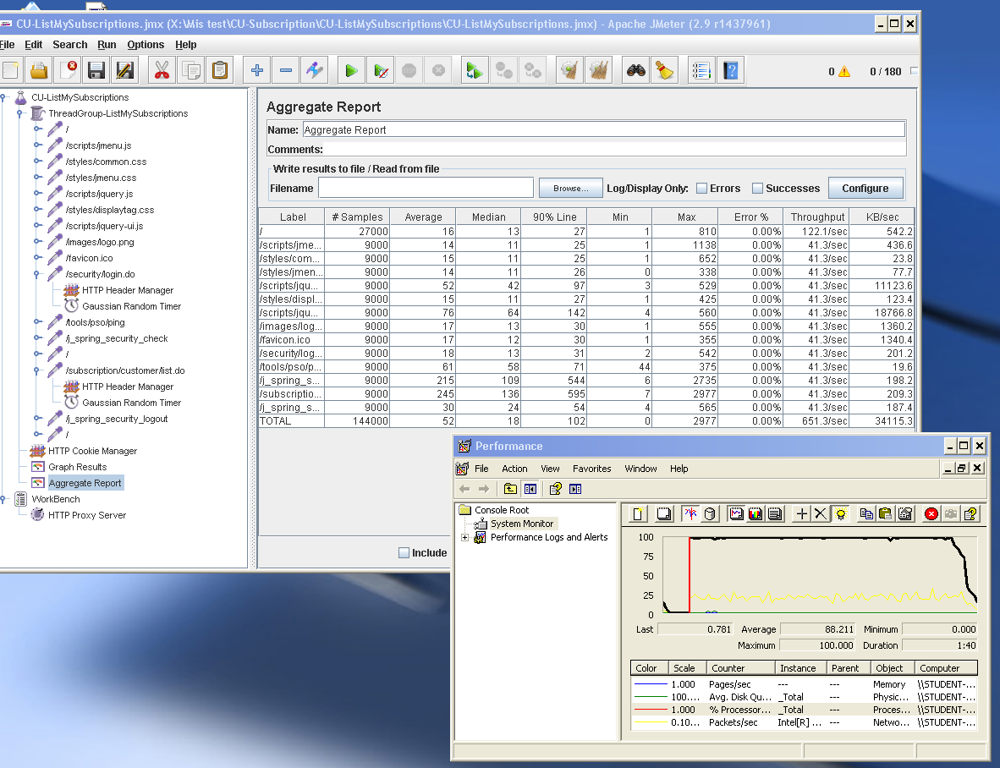 CU-ListMySubscriptions.jmx (X:\Mis test\CU-Subscription\CU-ListMySubscriptions\CU-ListMySubscriptions.jmx) - Apache JMeter (2.9 r1437961)
File Edit Search Run Options Help
0 0 / 180
CU-ListMySubscriptions
ThreadGroup-ListMySubscriptions
/
/scripts/jmenu.js
/styles/common.css
/styles/jmenu.css
/scripts/jquery.js
/styles/displaytag.css
/scripts/jquery-ui.js
/images/logo.png
/favicon.ico
/security/login.do
HTTP Header Manager
Gaussian Random Timer
/tools/pso/ping
/j_spring_security_check
/
/subscription/customer/list.do
HTTP Header Manager
Gaussian Random Timer
/j_spring_security_logout
/
HTTP Cookie Manager
Graph Results
Aggregate Report
WorkBench
HTTP Proxy Server
Aggregate Report
Name: Aggregate Report
Comments:
Write results to file / Read from file
Filename Browse... Log/Display Only: Errors Successes Configure
Label # Samples Average Median 90% Line Min Max Error % Throughput KB/sec
/ 27000 16 13 27 1 810 0.00% 122.1/sec 542.2
/scripts/jme... 9000 14 11 25 1 1138 0.00% 41.3/sec 436.6
/styles/com... 9000 15 11 25 1 652 0.00% 41.3/sec 23.8
/styles/jmen... 9000 14 11 26 0 338 0.00% 41.3/sec 77.7
/scripts/jqu... 9000 52 42 97 3 529 0.00% 41.3/sec 11123.6
/styles/displ... 9000 15 11 27 1 425 0.00% 41.3/sec 123.4
/scripts/jqu... 9000 76 64 142 4 560 0.00% 41.3/sec 18766.8
/images/log... 9000 17 13 30 1 555 0.00% 41.3/sec 1360.2
/favicon.ico 9000 17 12 30 1 355 0.00% 41.3/sec 1340.4
/security/log... 9000 18 13 31 2 542 0.00% 41.3/sec 201.2
/tools/pso/p... 9000 61 58 71 44 375 0.00% 41.3/sec 19.6
/j_spring_s... 9000 215 109 544 6 2735 0.00% 41.3/sec 198.2
/subscriptio... 9000 245 136 595 7 2977 0.00% 41.3/sec 209.3
/j_spring_s... 9000 30 24 54 4 565 0.00% 41.3/sec 187.4
TOTAL 144000 52 18 102 0 2977 0.00% 651.3/sec 34115.3
Include
Performance
File Action View Favorites Window Help
Console Root
System Monitor
Performance Logs and Alerts
100
75
50
25
0
Last 0.781 Average 88.211 Minimum 0.000
Maximum 100.000 Duration 1:40
Color Scale Counter Instance Parent Object Computer
1.000 Pages/sec --- --- Memory \\STUDENT-...
100.... Avg. Disk Qu... _Total --- Physic... \\STUDENT-...
1.000 % Processor... _Total --- Proces... \\STUDENT-...
0.10... Packets/sec Intel[R] ... --- Netwo... \\STUDENT-...